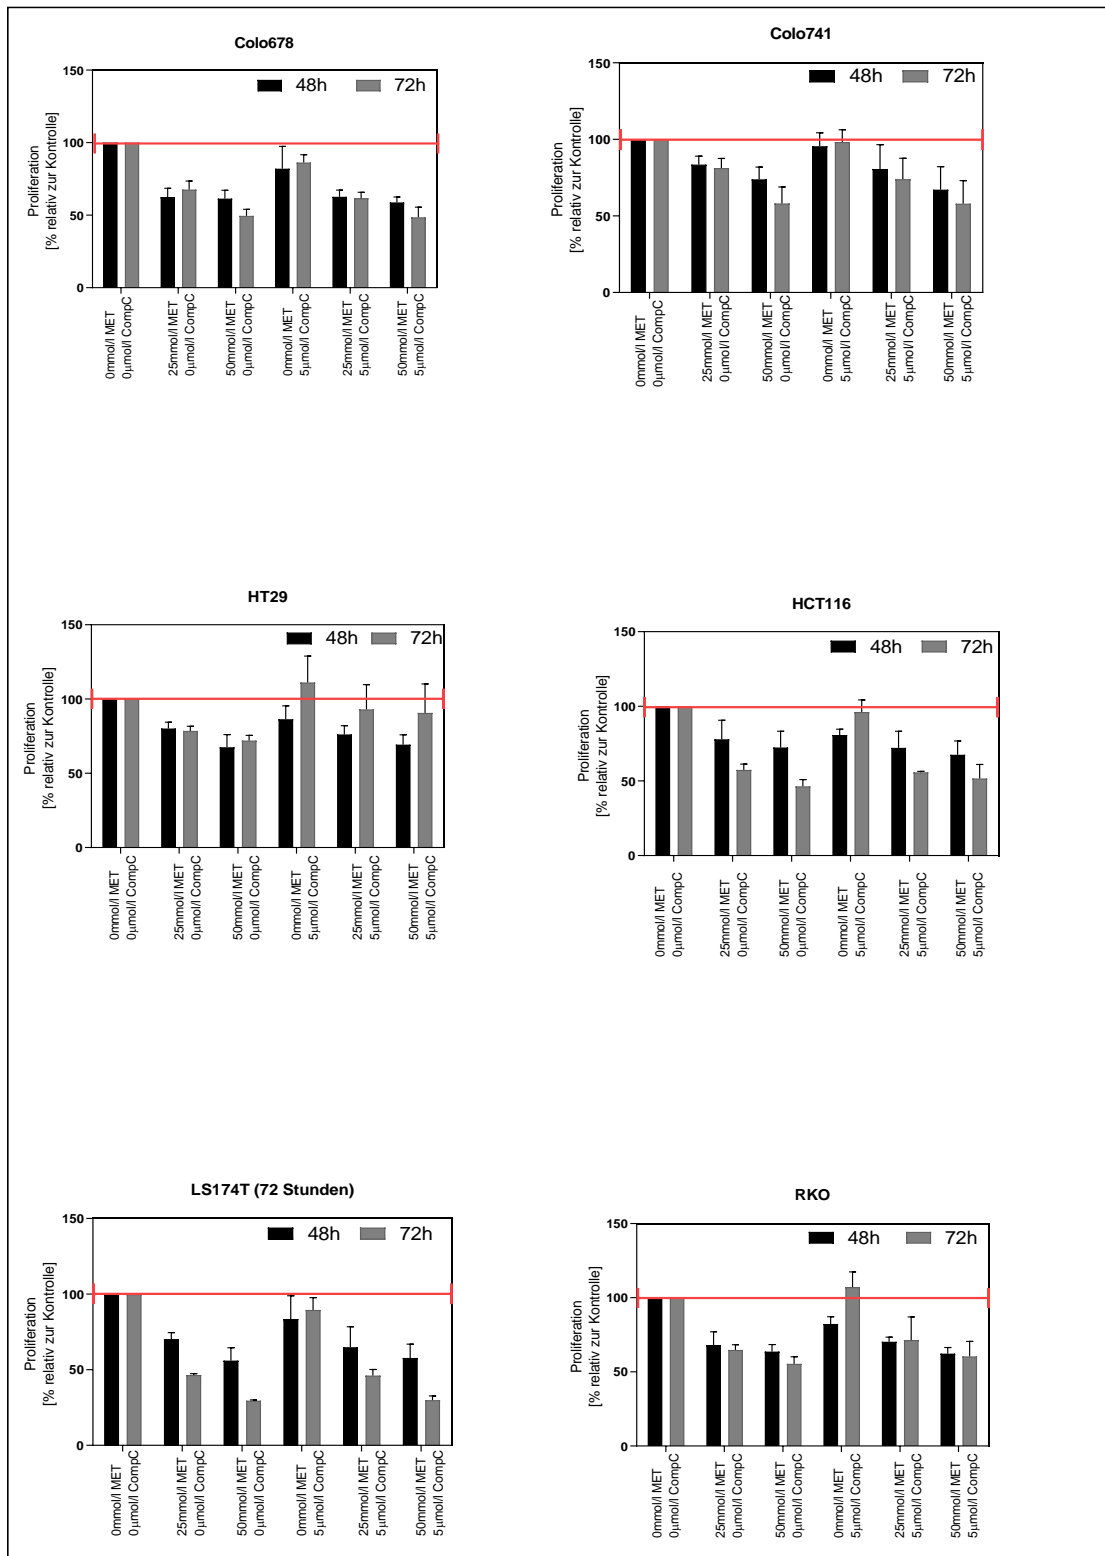 Colo678
150
100
50
0
Proliferation
[% relativ zur Kontrolle]
48h
72h
0mmol/l MET
0µmol/l CompC
25mmol/l MET
0µmol/l CompC
50mmol/l MET
0µmol/l CompC
0mmol/l MET
5µmol/l CompC
25mmol/l MET
5µmol/l CompC
50mmol/l MET
5µmol/l CompC
Colo741
150
100
50
0
Proliferation
[% relativ zur Kontrolle]
48h
72h
0mmol/l MET
0µmol/l CompC
25mmol/l MET
0µmol/l CompC
50mmol/l MET
0µmol/l CompC
0mmol/l MET
5µmol/l CompC
25mmol/l MET
5µmol/l CompC
50mmol/l MET
5µmol/l CompC
HT29
150
100
50
0
Proliferation
[% relativ zur Kontrolle]
48h
72h
0mmol/l MET
0µmol/l CompC
25mmol/l MET
0µmol/l CompC
50mmol/l MET
0µmol/l CompC
0mmol/l MET
5µmol/l CompC
25mmol/l MET
5µmol/l CompC
50mmol/l MET
5µmol/l CompC
HCT116
150
100
50
0
Proliferation
[% relativ zur Kontrolle]
48h
72h
0mmol/l MET
0µmol/l CompC
25mmol/l MET
0µmol/l CompC
50mmol/l MET
0µmol/l CompC
0mmol/l MET
5µmol/l CompC
25mmol/l MET
5µmol/l CompC
50mmol/l MET
5µmol/l CompC
LS174T (72 Stunden)
150
100
50
0
Proliferation
[% relativ zur Kontrolle]
48h
72h
0mmol/l MET
0µmol/l CompC
25mmol/l MET
0µmol/l CompC
50mmol/l MET
0µmol/l CompC
0mmol/l MET
5µmol/l CompC
25mmol/l MET
5µmol/l CompC
50mmol/l MET
5µmol/l CompC
RKO
150
100
50
0
Proliferation
[% relativ zur Kontrolle]
48h
72h
0mmol/l MET
0µmol/l CompC
25mmol/l MET
0µmol/l CompC
50mmol/l MET
0µmol/l CompC
0mmol/l MET
5µmol/l CompC
25mmol/l MET
5µmol/l CompC
50mmol/l MET
5µmol/l CompC